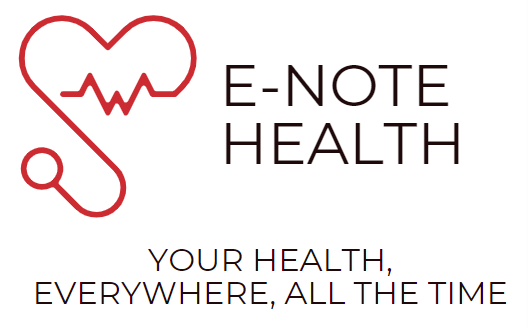 E-NOTE
HEALTH
YOUR HEALTH,
EVERYWHERE, ALL THE TIME